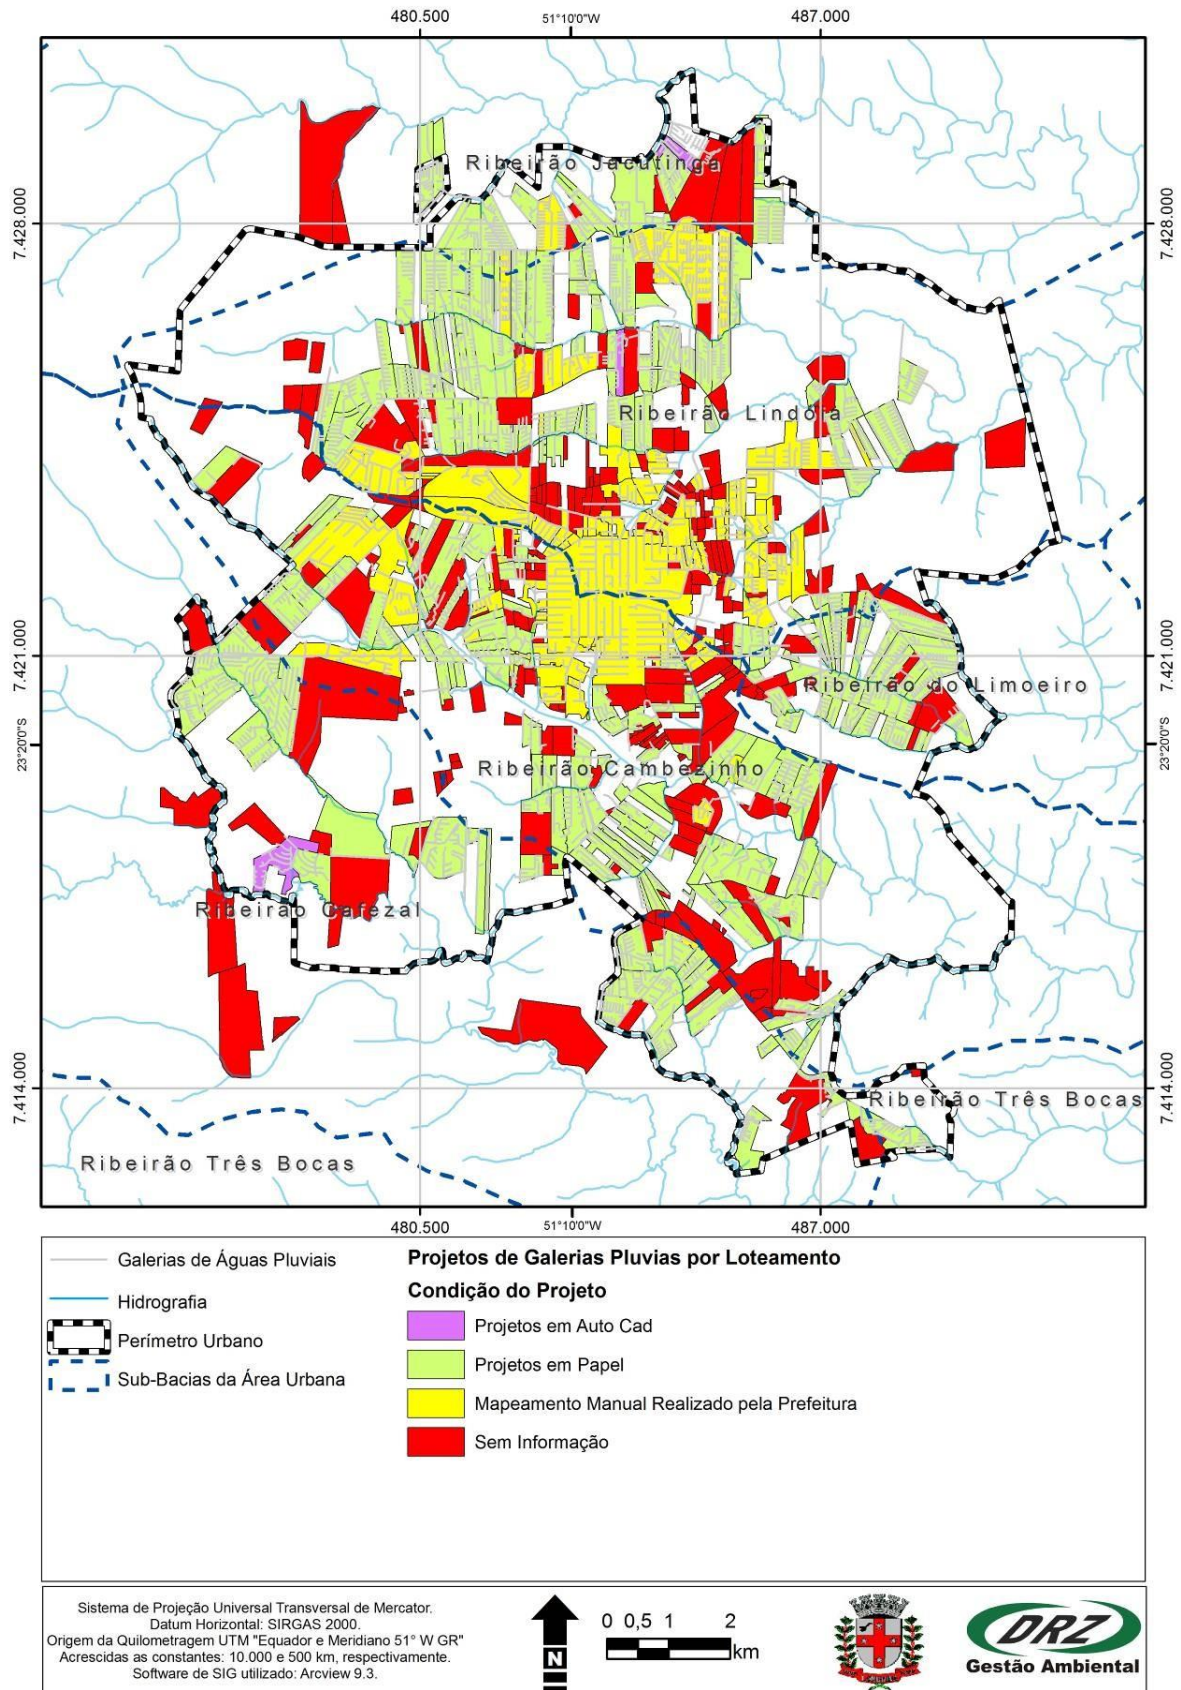 480.500
51°10'0"W
487.000
Ribeirão Jacutinga
7.428.000
7.428.000
Ribeirão Lindóia
7.421.000
7.421.000
Ribeirão do Limoeiro
23°20'0"S
23°20'0"S
Ribeirão Cambezinho
Ribeirão Cafezal
7.414.000
7.414.000
Ribeirão Três Bocas
Ribeirão Três Bocas
480.500
51°10'0"W
487.000
Galerias de Águas Pluviais
Hidrografia
Perímetro Urbano
Sub-Bacias da Área Urbana
Projetos de Galerias Pluvias por Loteamento
Condição do Projeto
Projetos em Auto Cad
Projetos em Papel
Mapeamento Manual Realizado pela Prefeitura
Sem Informação
Sistema de Projeção Universal Transversal de Mercator.
Datum Horizontal: SIRGAS 2000.
Origem da Quilometragem UTM "Equador e Meridiano 51° W GR"
Acrescidas as constantes: 10.000 e 500 km, respectivamente.
Software de SIG utilizado: Arcview 9.3.
N
0 0,5 1 2
km
DRZ
Gestão Ambiental